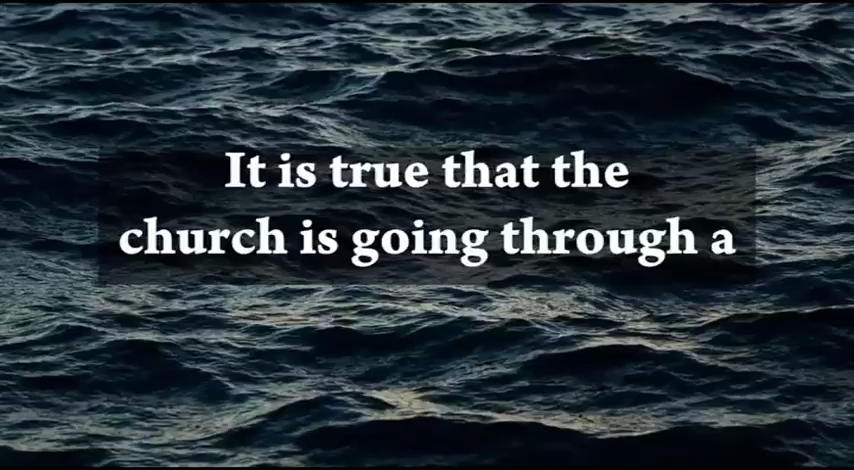 It is true that the
church is going through a